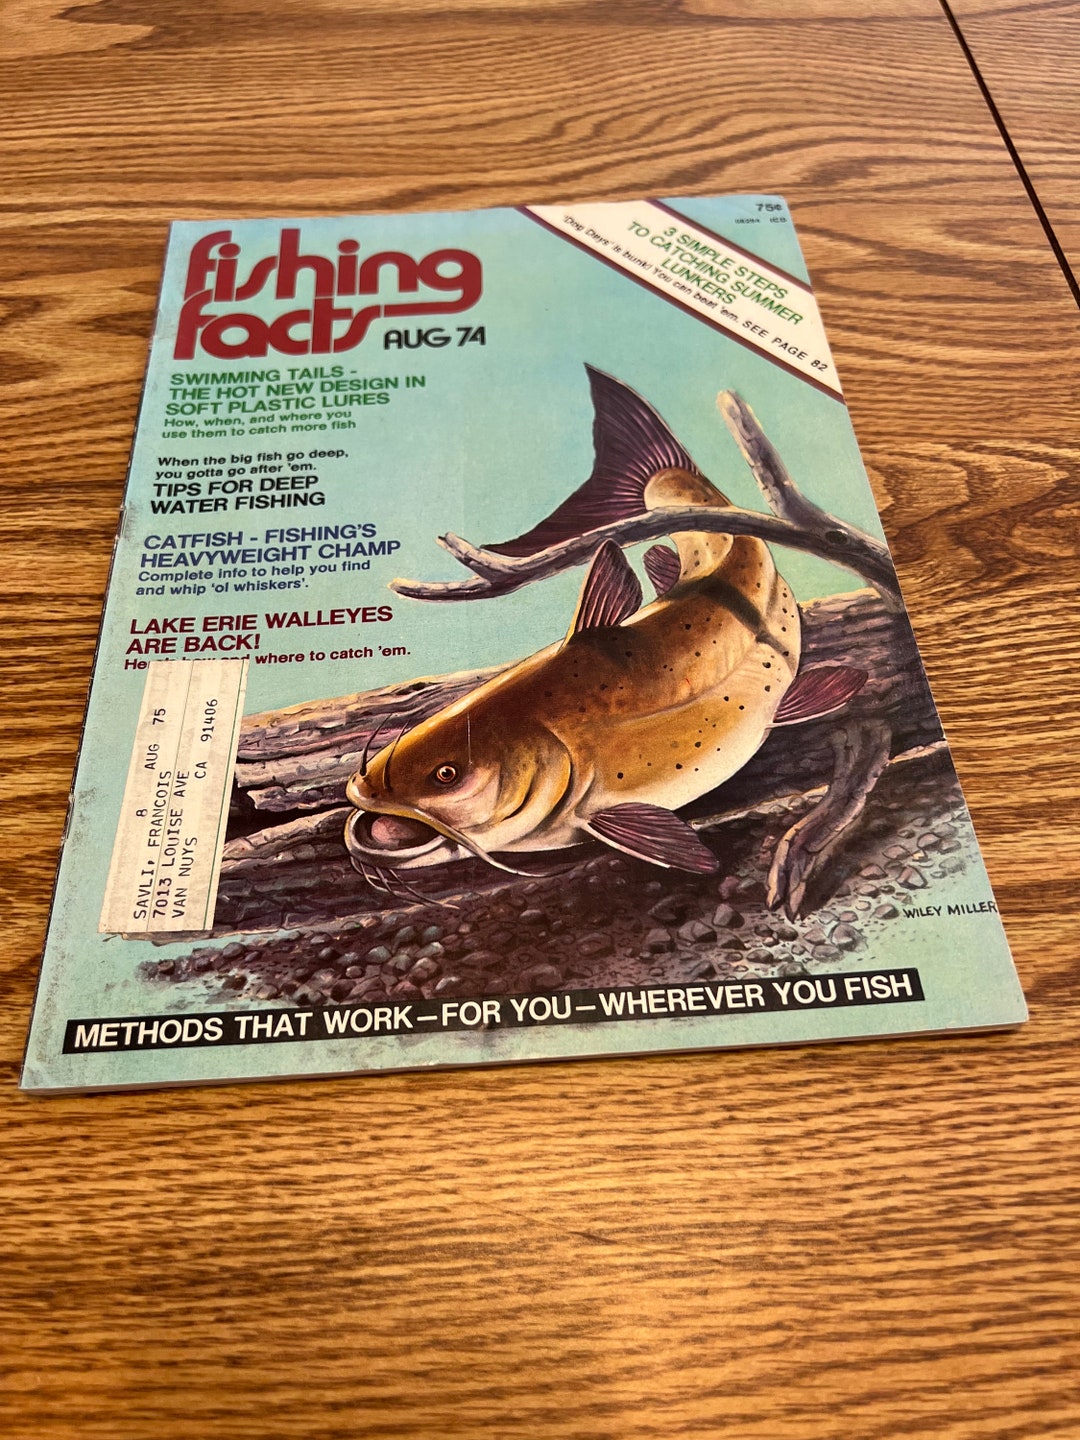 fishing
facts AUG 74
75¢
3 SIMPLE STEPS
TO CATCHING SUMMER
LUNKERS
"Dog Days" is bunk! You can beat 'em. SEE PAGE 82
SWIMMING TAILS -
THE HOT NEW DESIGN IN
SOFT PLASTIC LURES
How, when, and where you
use them to catch more fish
When the big fish go deep,
you gotta go after 'em.
TIPS FOR DEEP
WATER FISHING
CATFISH - FISHING'S
HEAVYWEIGHT CHAMP
Complete info to help you find
and whip 'ol whiskers'.
LAKE ERIE WALLEYES
ARE BACK!
Here's how and where to catch 'em.
8 AUG 75
SAVLI, FRANCOIS
7013 LOUISE AVE
VAN NUYS CA 91406
WILEY MILLER
METHODS THAT WORK-FOR YOU-WHEREVER YOU FISH